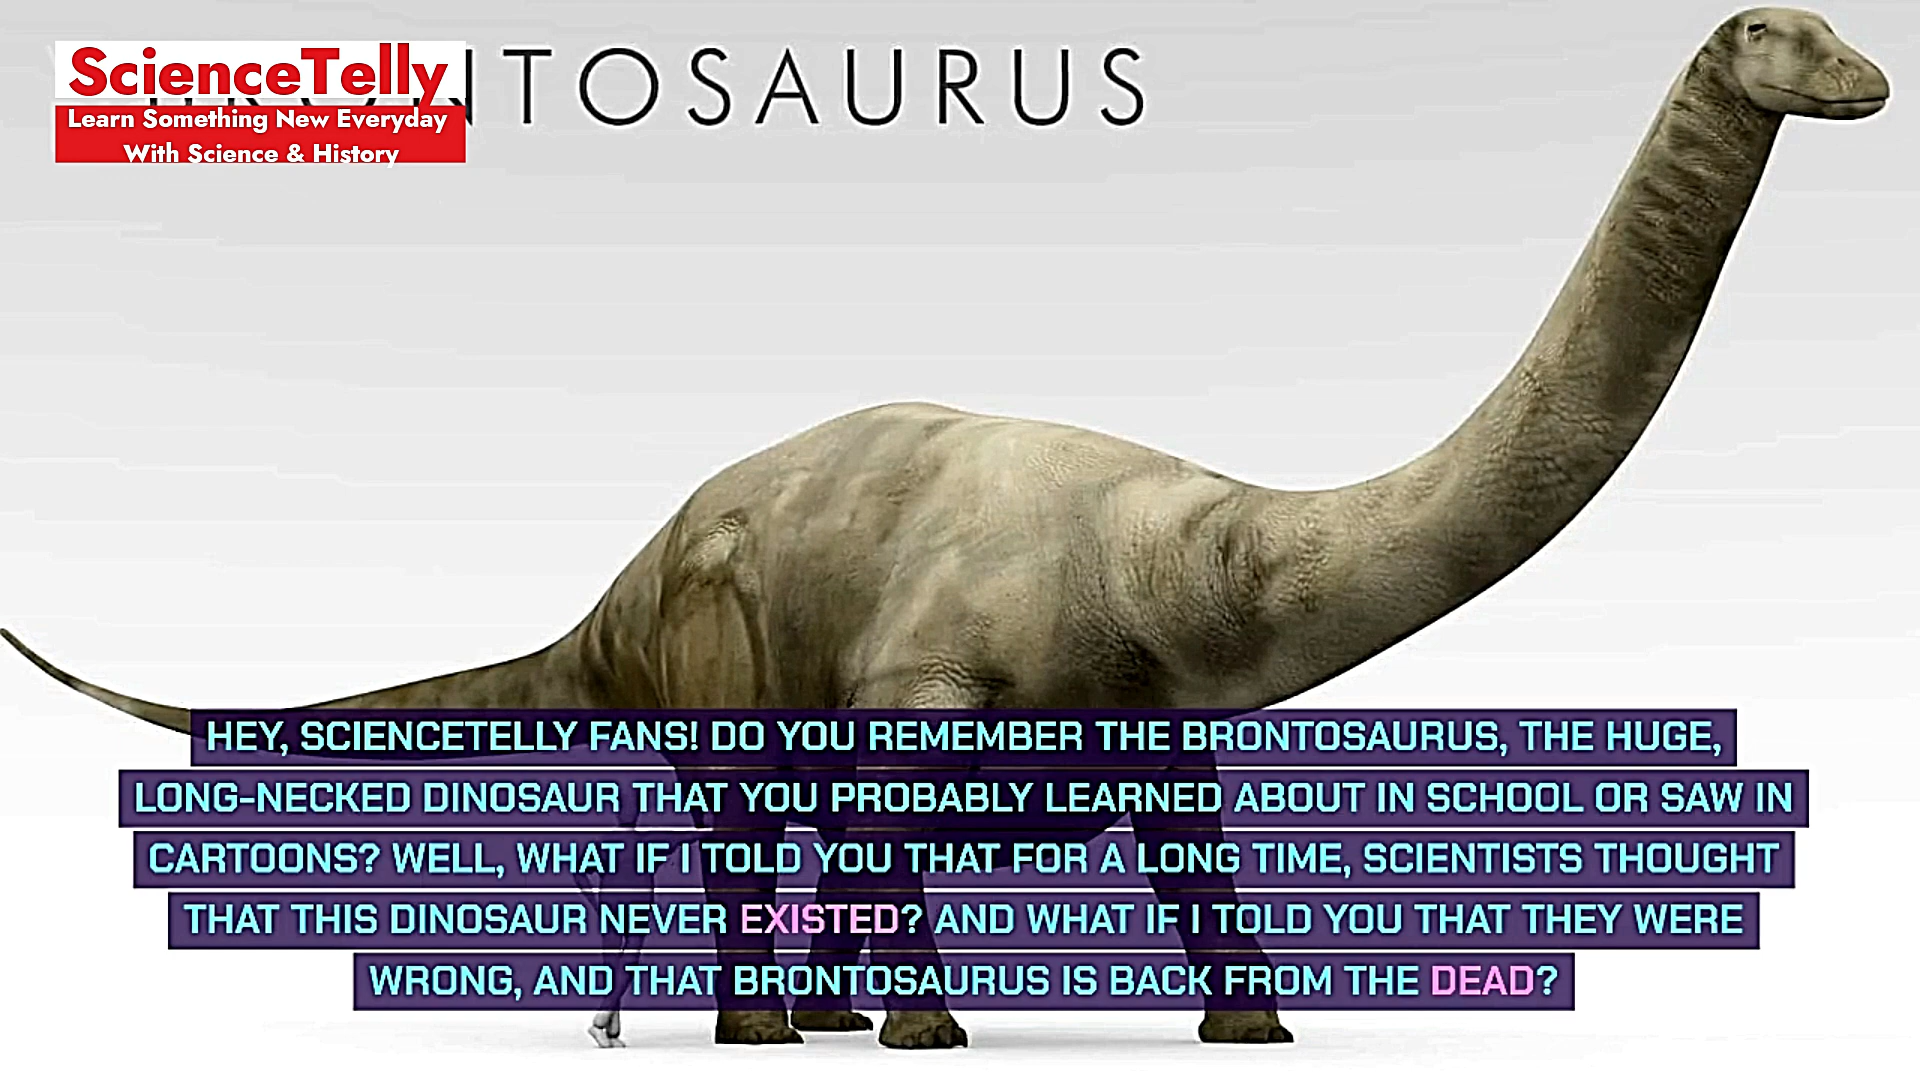 ScienceTelly
Learn Something New Everyday
With Science & History
NTOSAURUS
HEY, SCIENCETELLY FANS! DO YOU REMEMBER THE BRONTOSAURUS, THE HUGE,
LONG-NECKED DINOSAUR THAT YOU PROBABLY LEARNED ABOUT IN SCHOOL OR SAW IN
CARTOONS? WELL, WHAT IF I TOLD YOU THAT FOR A LONG TIME, SCIENTISTS THOUGHT
THAT THIS DINOSAUR NEVER EXISTED? AND WHAT IF I TOLD YOU THAT THEY WERE
WRONG, AND THAT BRONTOSAURUS IS BACK FROM THE DEAD?